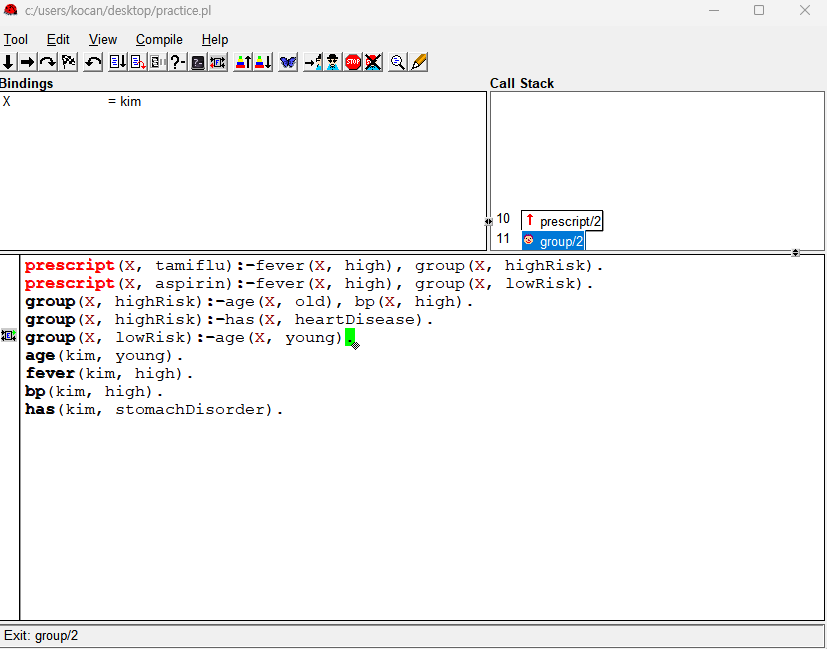 c:/users/kocan/desktop/practice.pl
Tool Edit View Compile Help
Bindings
X = kim
Call Stack
10 prescript/2
11 group/2
prescript(X, tamiflu):-fever(X, high), group(X, highRisk).
prescript(X, aspirin):-fever(X, high), group(X, lowRisk).
group(X, highRisk):-age(X, old), bp(X, high).
group(X, highRisk):-has(X, heartDisease).
group(X, lowRisk):-age(X, young).
age(kim, young).
fever(kim, high).
bp(kim, high).
has(kim, stomachDisorder).
Exit: group/2